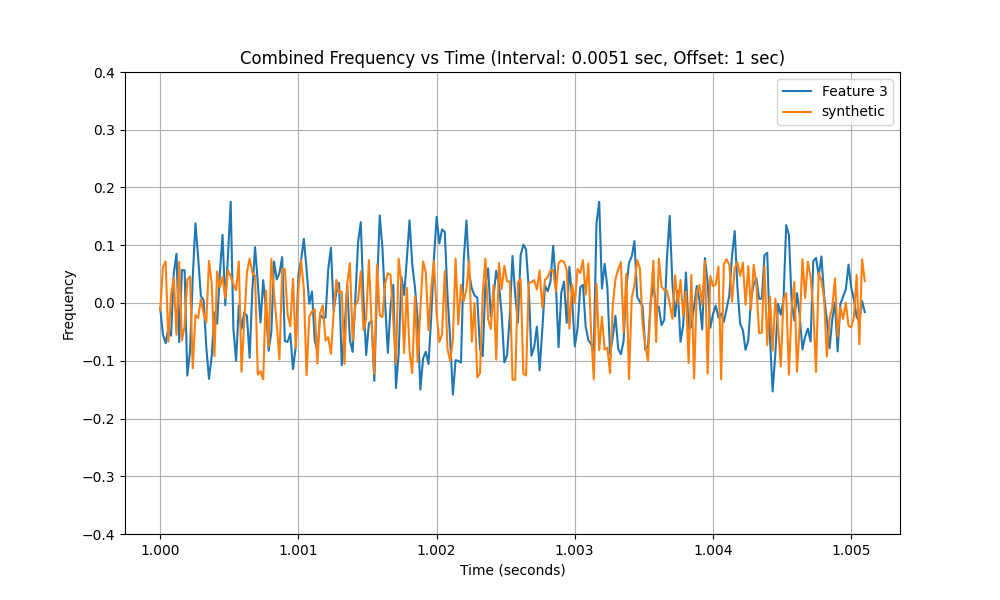 Combined Frequency vs Time (Interval: 0.0051 sec, Offset: 1 sec)
Feature 3
synthetic
Frequency
0.4
0.3
0.2
0.1
0.0
−0.1
−0.2
−0.3
−0.4
1.000 1.001 1.002 1.003 1.004 1.005
Time (seconds)